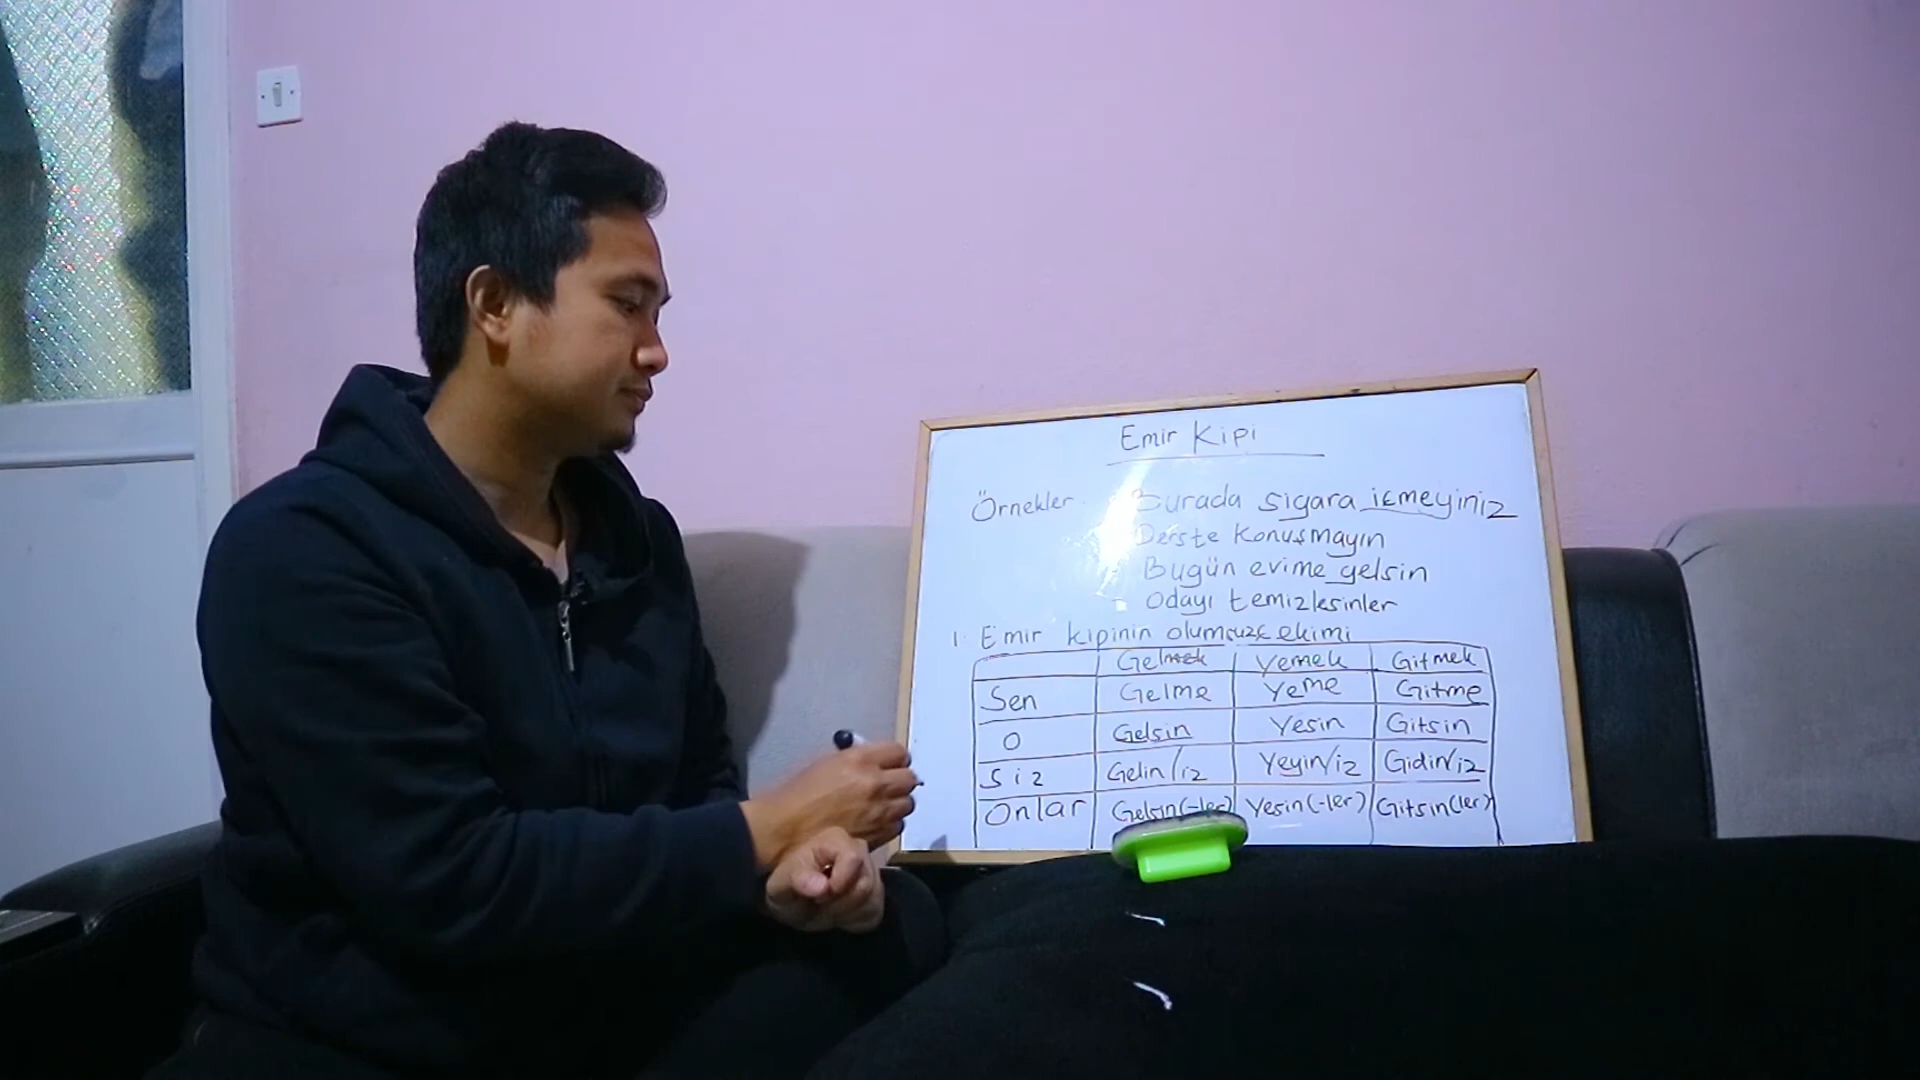 Emir Kipi
Örnekler : Burada sigara içmeyiniz
Derste Konuşmayın
Bugün evime gelsin
Odayı temizlesinler
1. Emir kipinin olumsuz çekimi
Gelmek Yemek Gitmek
Sen Gelme Yeme Gitme
O Gelsin Yesin Gitsin
Siz Gelin/iz Yeyin/iz Gidin/iz
Onlar Gelsin(-ler) Yesin(-ler) Gitsin(ler)